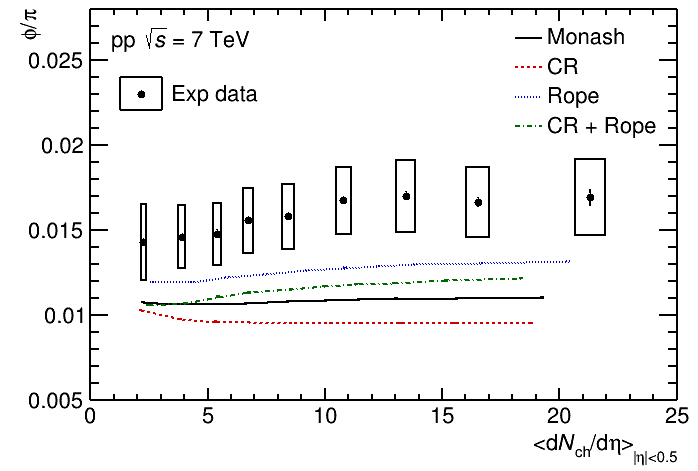 ϕ/π
pp √s = 7 TeV
Exp data
Monash
CR
Rope
CR + Rope
0.025
0.02
0.015
0.01
0.005
0 5 10 15 20 25
<dN_ch/dη>_|η|<0.5